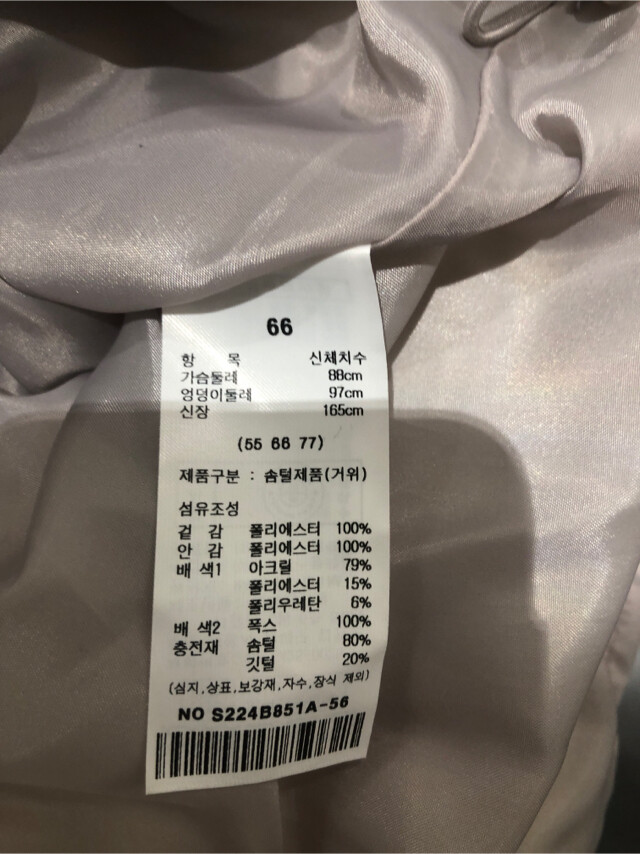 66
항 목 신체치수
가슴둘레 88cm
엉덩이둘레 97cm
신장 165cm
(55 66 77)
제품구분 : 솜털제품(거위)
섬유조성
겉 감 폴리에스터 100%
안 감 폴리에스터 100%
배 색1 아크릴 79%
폴리에스터 15%
폴리우레탄 6%
배 색2 폭스 100%
충전재 솜털 80%
깃털 20%
(심지,상표,보강재,자수,장식 제외)
NO S224B851A-56